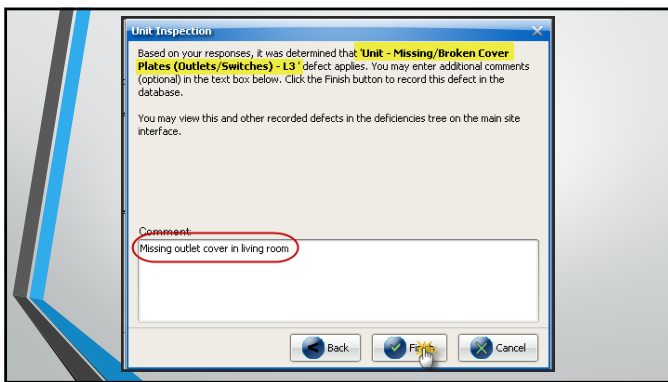 Unit Inspection
Based on your responses, it was determined that 'Unit - Missing/Broken Cover
Plates (Outlets/Switches) - L3 ' defect applies. You may enter additional comments
(optional) in the text box below. Click the Finish button to record this defect in the
database.
You may view this and other recorded defects in the deficiencies tree on the main site
interface.
Comment:
Missing outlet cover in living room
Back
Cancel